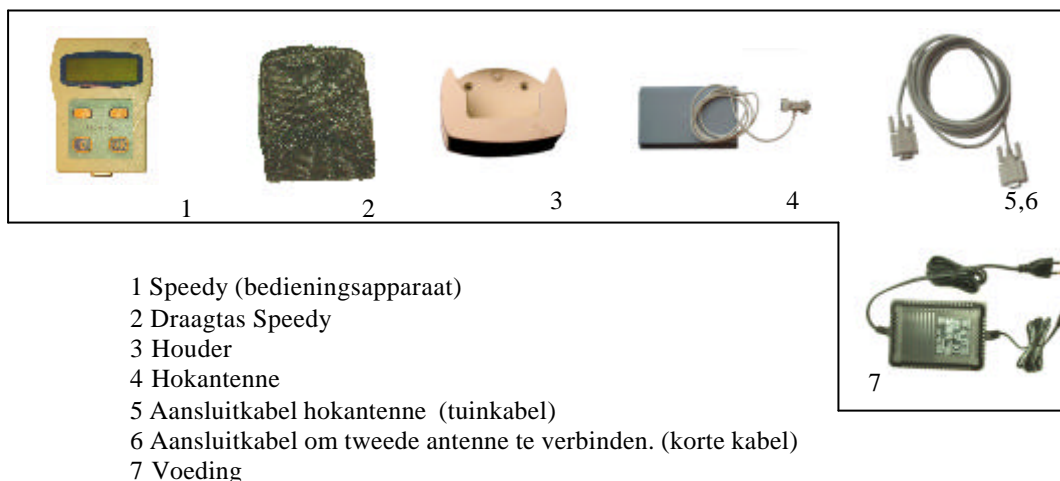 1
2
3
4
5,6
7
1 Speedy (bedieningsapparaat)
2 Draagtas Speedy
3 Houder
4 Hokantenne
5 Aansluitkabel hokantenne (tuinkabel)
6 Aansluitkabel om tweede antenne te verbinden. (korte kabel)
7 Voeding